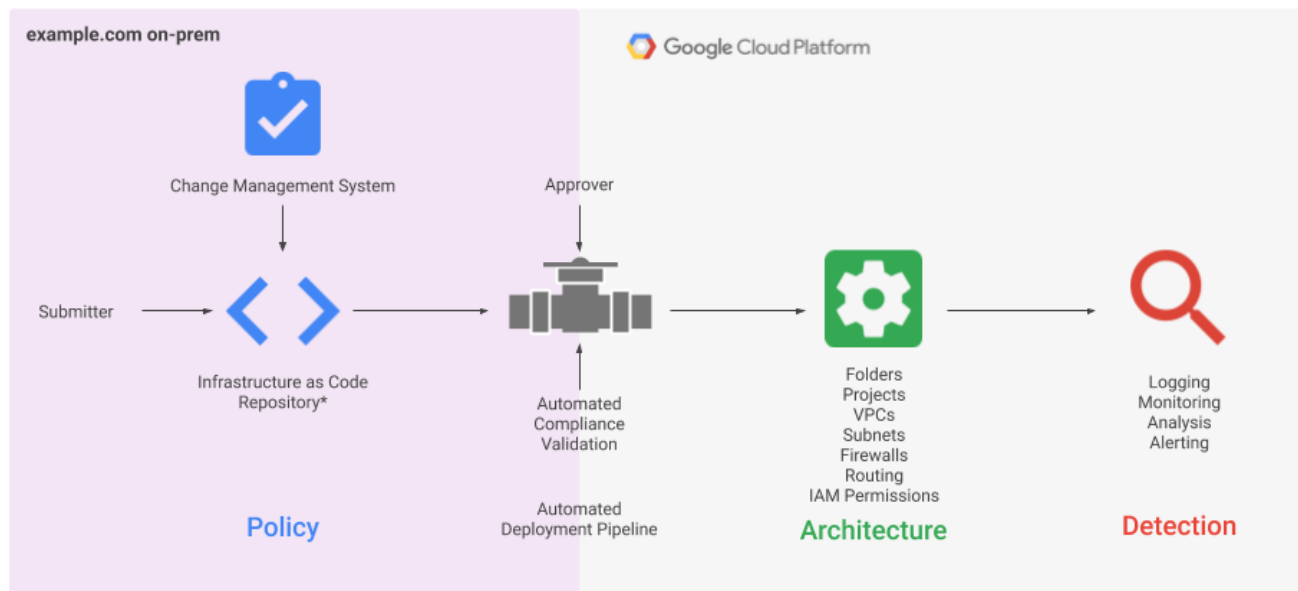 example.com on-prem
Google Cloud Platform
Change Management System
Approver
Submitter
Infrastructure as Code
Repository*
Automated
Compliance
Validation
Folders
Projects
VPCs
Subnets
Firewalls
Routing
IAM Permissions
Logging
Monitoring
Analysis
Alerting
Policy
Automated
Deployment Pipeline
Architecture
Detection